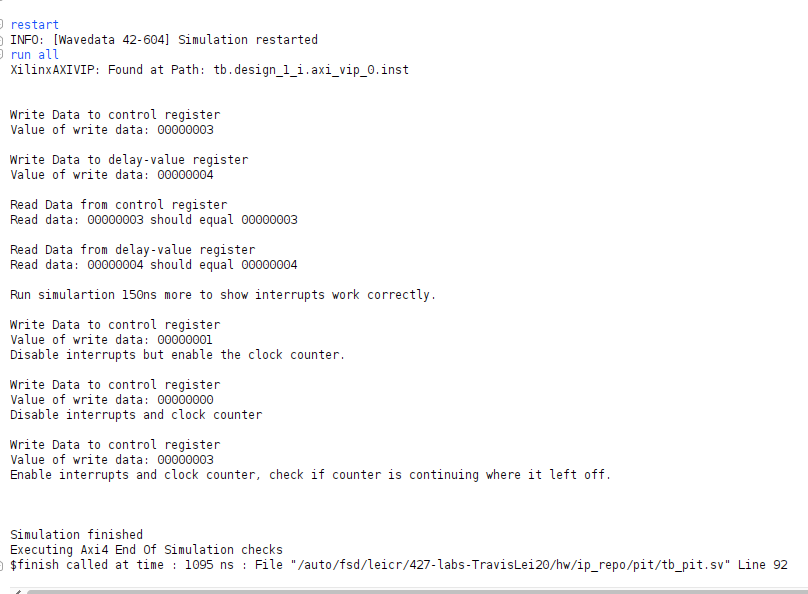 restart
INFO: [Wavedata 42-604] Simulation restarted
run all
XilinxAXIVIP: Found at Path: tb.design_1_i.axi_vip_0.inst
Write Data to control register
Value of write data: 00000003
Write Data to delay-value register
Value of write data: 00000004
Read Data from control register
Read data: 00000003 should equal 00000003
Read Data from delay-value register
Read data: 00000004 should equal 00000004
Run simulartion 150ns more to show interrupts work correctly.
Write Data to control register
Value of write data: 00000001
Disable interrupts but enable the clock counter.
Write Data to control register
Value of write data: 00000000
Disable interrupts and clock counter
Write Data to control register
Value of write data: 00000003
Enable interrupts and clock counter, check if counter is continuing where it left off.
Simulation finished
Executing Axi4 End Of Simulation checks
$finish called at time : 1095 ns : File "/auto/fsd/leicr/427-labs-TravisLei20/hw/ip_repo/pit/tb_pit.sv" Line 92